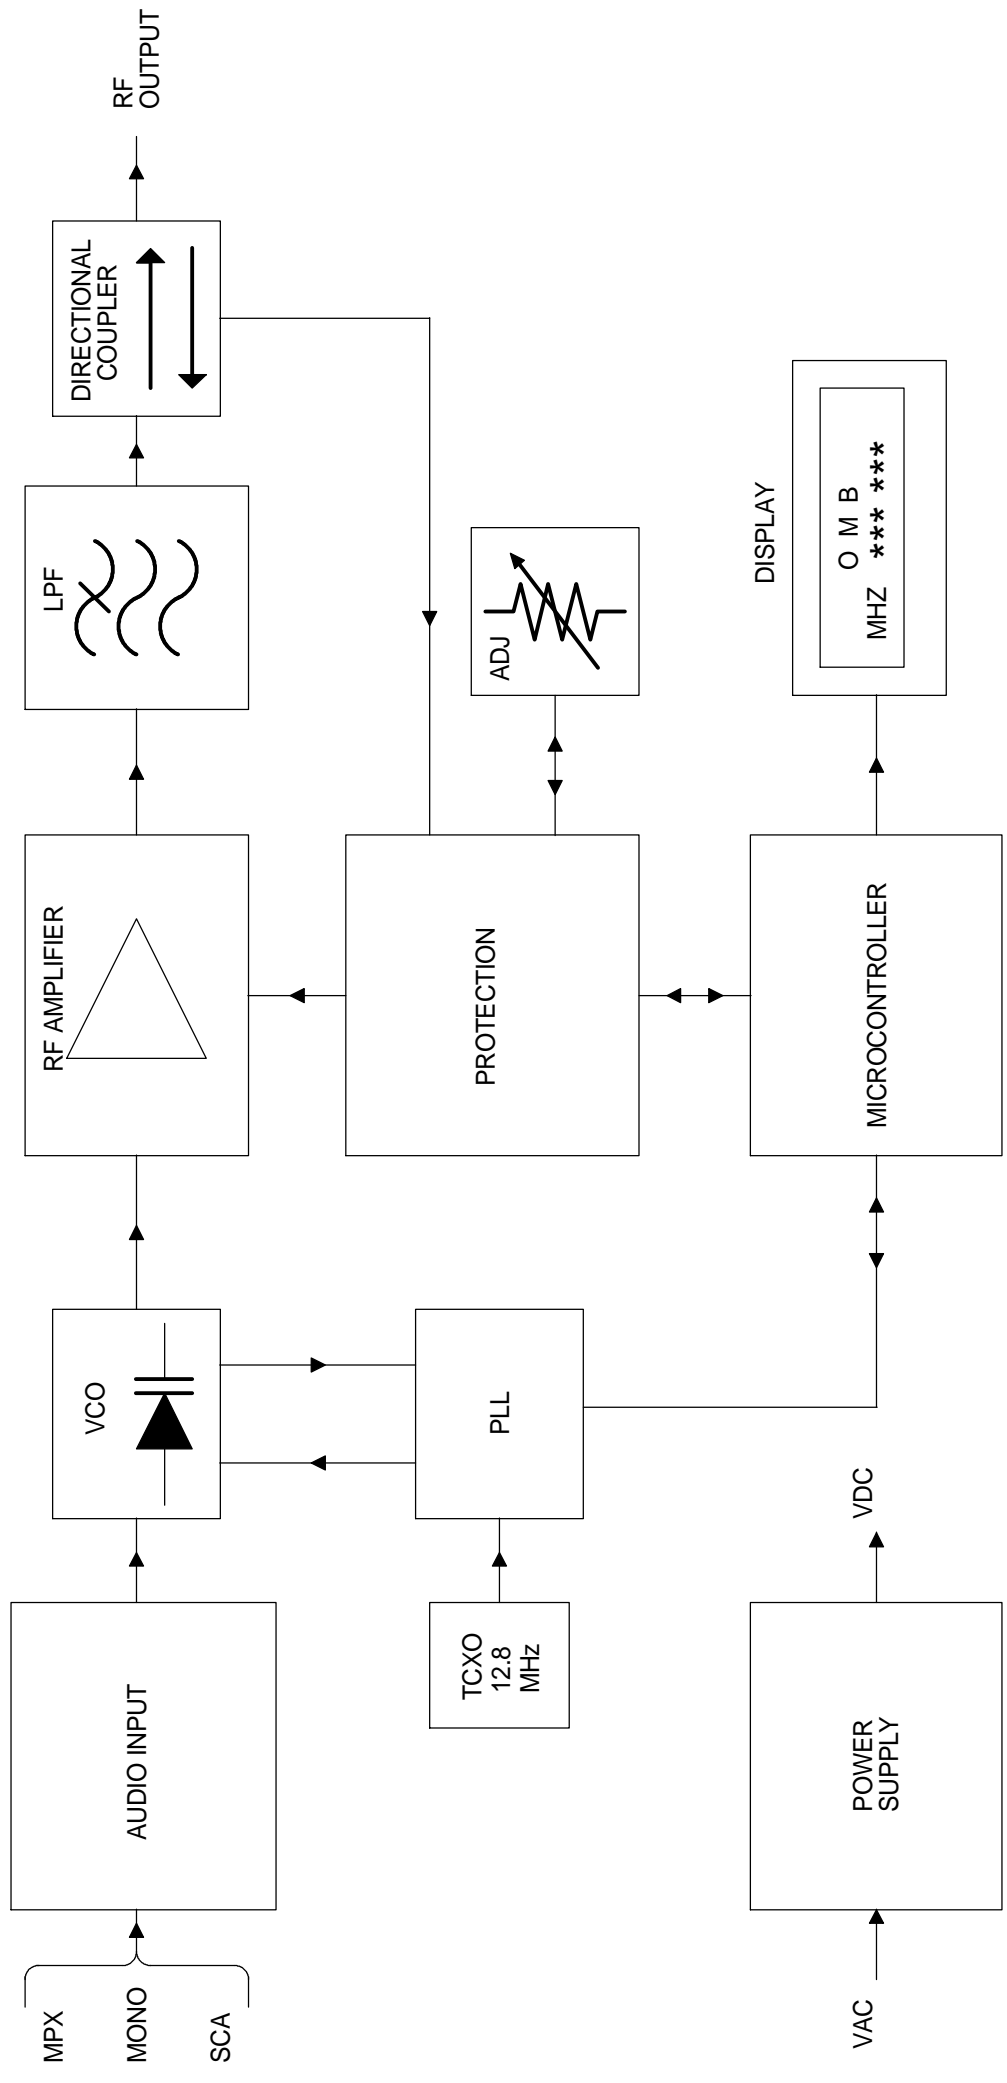 MPX
MONO
SCA
AUDIO INPUT
VCO
RF AMPLIFIER
LPF
DIRECTIONAL
COUPLER
RF
OUTPUT
TCXO
12.8
MHz
PLL
PROTECTION
ADJ
VAC
POWER
SUPPLY
VDC
MICROCONTROLLER
DISPLAY
O M B
MHZ *** ***